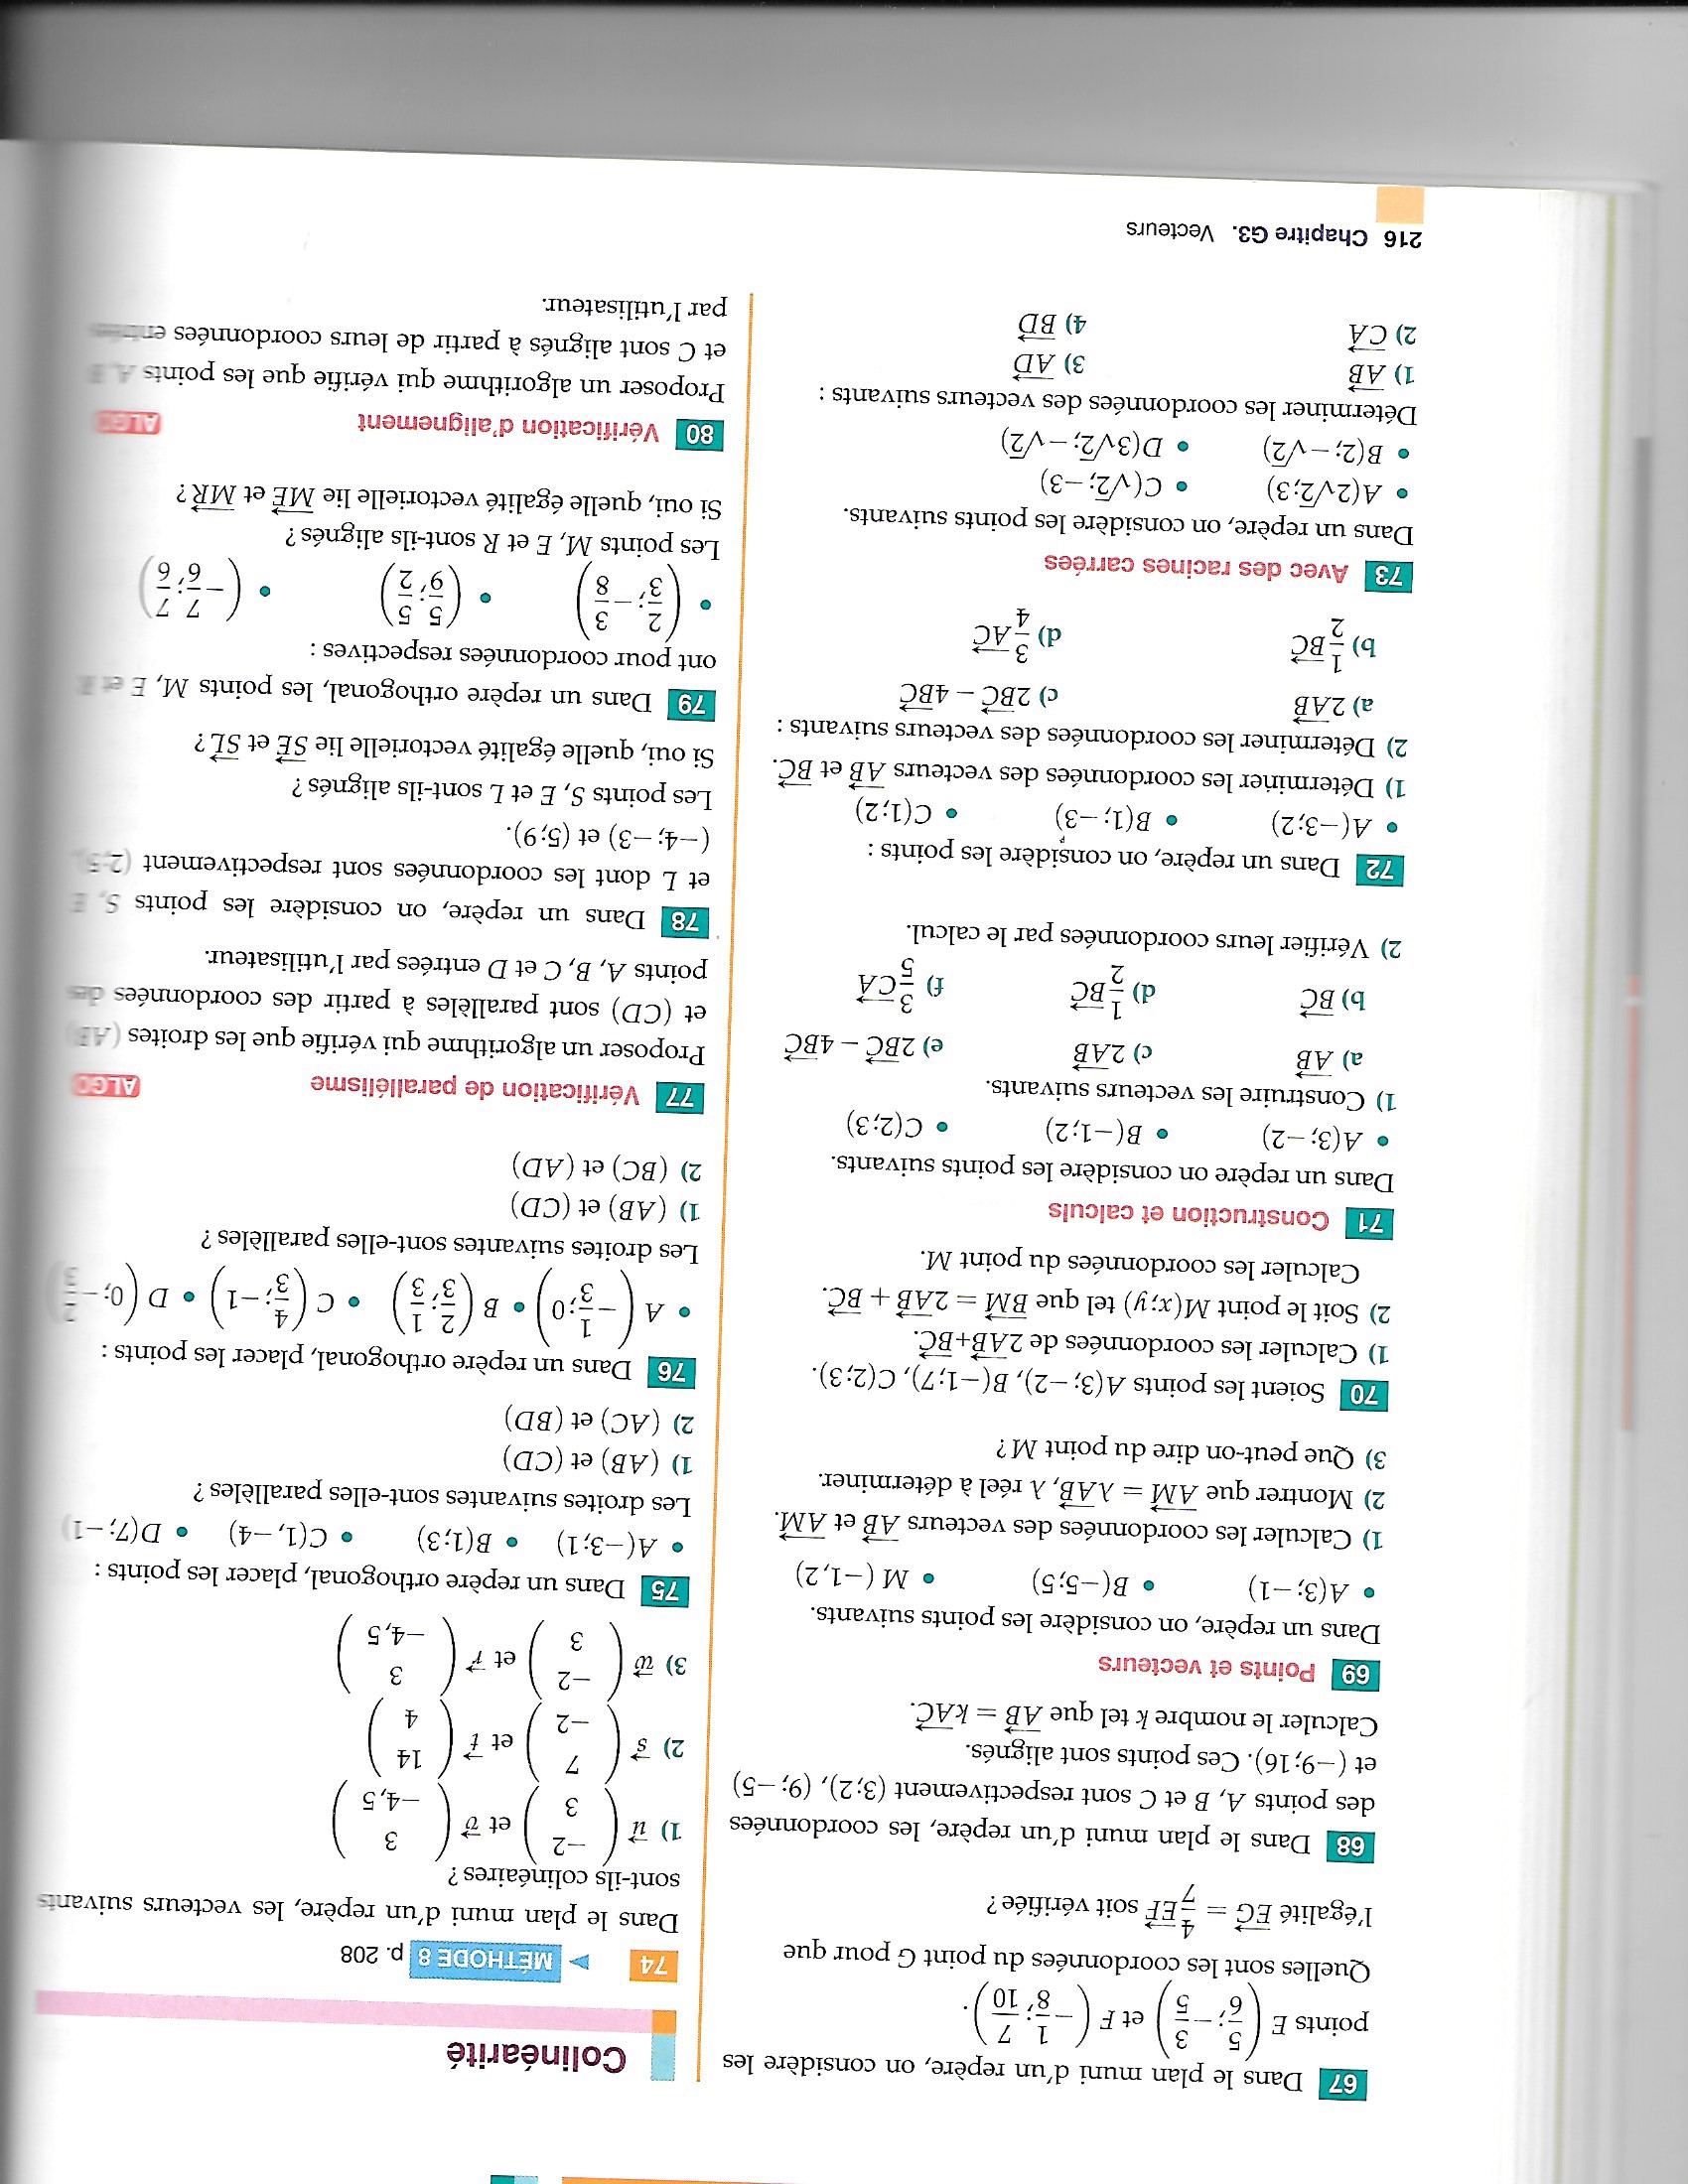 67 Dans le plan muni d'un repère, on considère les
points E (5/6; −3/5) et F (−1/8; 7/10).
Quelles sont les coordonnées du point G pour que
l'égalité EG⃗ = 4/7 EF⃗ soit vérifiée ?
68 Dans le plan muni d'un repère, les coordonnées
des points A, B et C sont respectivement (3;2), (9;−5)
et (−9;16). Ces points sont alignés.
Calculer le nombre k tel que AB⃗ = kAC⃗.
69 Points et vecteurs
Dans un repère, on considère les points suivants.
• A(3;−1) • B(−5;5) • M (−1,2)
1) Calculer les coordonnées des vecteurs AB⃗ et AM⃗.
2) Montrer que AM⃗ = λAB⃗, λ réel à déterminer.
3) Que peut-on dire du point M ?
70 Soient les points A(3;−2), B(−1;7), C(2;3).
1) Calculer les coordonnées de 2AB⃗+BC⃗.
2) Soit le point M(x;y) tel que BM⃗ = 2AB⃗ + BC⃗.
Calculer les coordonnées du point M.
71 Construction et calculs
Dans un repère on considère les points suivants.
• A(3;−2) • B(−1;2) • C(2;3)
1) Construire les vecteurs suivants.
a) AB⃗ c) 2AB⃗ e) 2BC⃗ − 4BC⃗
b) BC⃗ d) 1/2 BC⃗ f) 3/5 CA⃗
2) Vérifier leurs coordonnées par le calcul.
72 Dans un repère, on considère les points :
• A(−3;2) • B(1;−3) • C(1;2)
1) Déterminer les coordonnées des vecteurs AB⃗ et BC⃗.
2) Déterminer les coordonnées des vecteurs suivants :
a) 2AB⃗ c) 2BC⃗ − 4BC⃗
b) 1/2 BC⃗ d) 3/4 AC⃗
73 Avec des racines carrées
Dans un repère, on considère les points suivants.
• A(2√2;3) • C(√2;−3)
• B(2;−√2) • D(3√2;−√2)
Déterminer les coordonnées des vecteurs suivants :
1) AB⃗ 3) AD⃗
2) CA⃗ 4) BD⃗
216 Chapitre G3. Vecteurs
Colinéarité
74 ► MÉTHODE 8 p. 208
Dans le plan muni d'un repère, les vecteurs suivants
sont-ils colinéaires ?
1) u⃗ (−2 3) et v⃗ (3 −4,5)
2) s⃗ (7 −2) et t⃗ (14 4)
3) w⃗ (−2 3) et r⃗ (3 −4,5)
75 Dans un repère orthogonal, placer les points :
• A(−3;1) • B(1;3) • C(1,−4) • D(7;−1)
Les droites suivantes sont-elles parallèles ?
1) (AB) et (CD)
2) (AC) et (BD)
76 Dans un repère orthogonal, placer les points :
• A (−1/3;0) • B (2/3; 1/3) • C (4/3;−1) • D (0;−2/3)
Les droites suivantes sont-elles parallèles ?
1) (AB) et (CD)
2) (BC) et (AD)
77 Vérification de parallélisme ALGO
Proposer un algorithme qui vérifie que les droites (AB)
et (CD) sont parallèles à partir des coordonnées des
points A, B, C et D entrées par l'utilisateur.
78 Dans un repère, on considère les points S, E
et L dont les coordonnées sont respectivement (2;5),
(−4;−3) et (5;9).
Les points S, E et L sont-ils alignés ?
Si oui, quelle égalité vectorielle lie SE⃗ et SL⃗ ?
79 Dans un repère orthogonal, les points M, E et R
ont pour coordonnées respectives :
• (2/3; −3/8) • (5/9; 5/2) • (−7/6; 7/6)
Les points M, E et R sont-ils alignés ?
Si oui, quelle égalité vectorielle lie ME⃗ et MR⃗ ?
80 Vérification d'alignement ALGO
Proposer un algorithme qui vérifie que les points A, B
et C sont alignés à partir de leurs coordonnées entrées
par l'utilisateur.